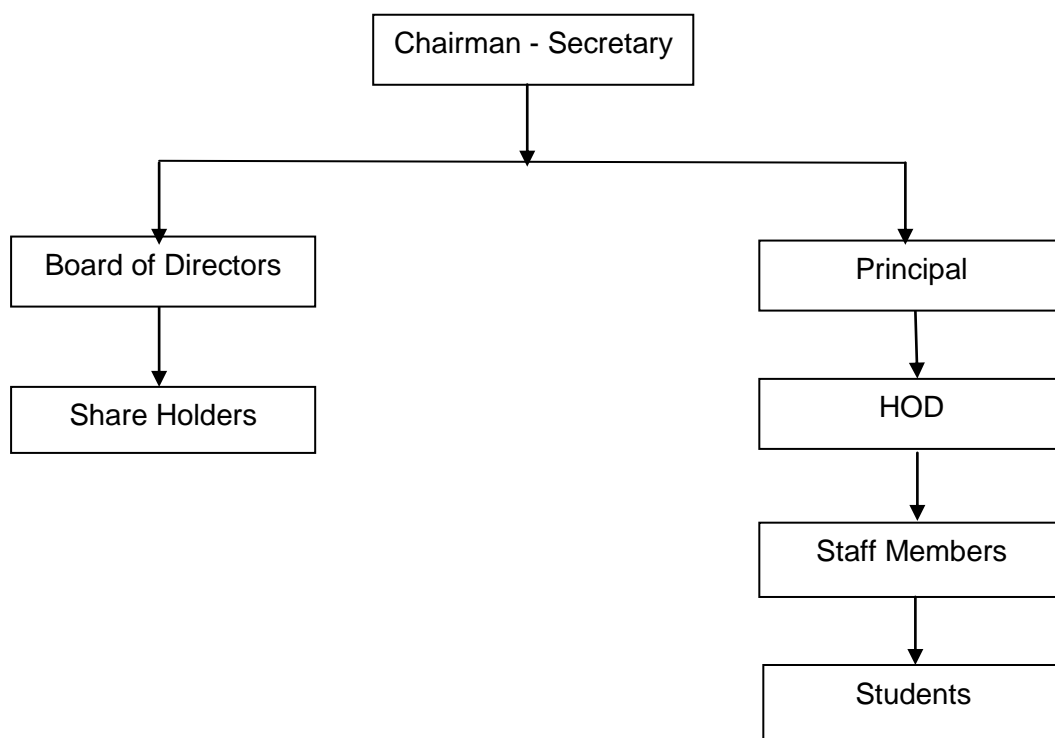 Chairman - Secretary
Board of Directors
Principal
Share Holders
HOD
Staff Members
Students